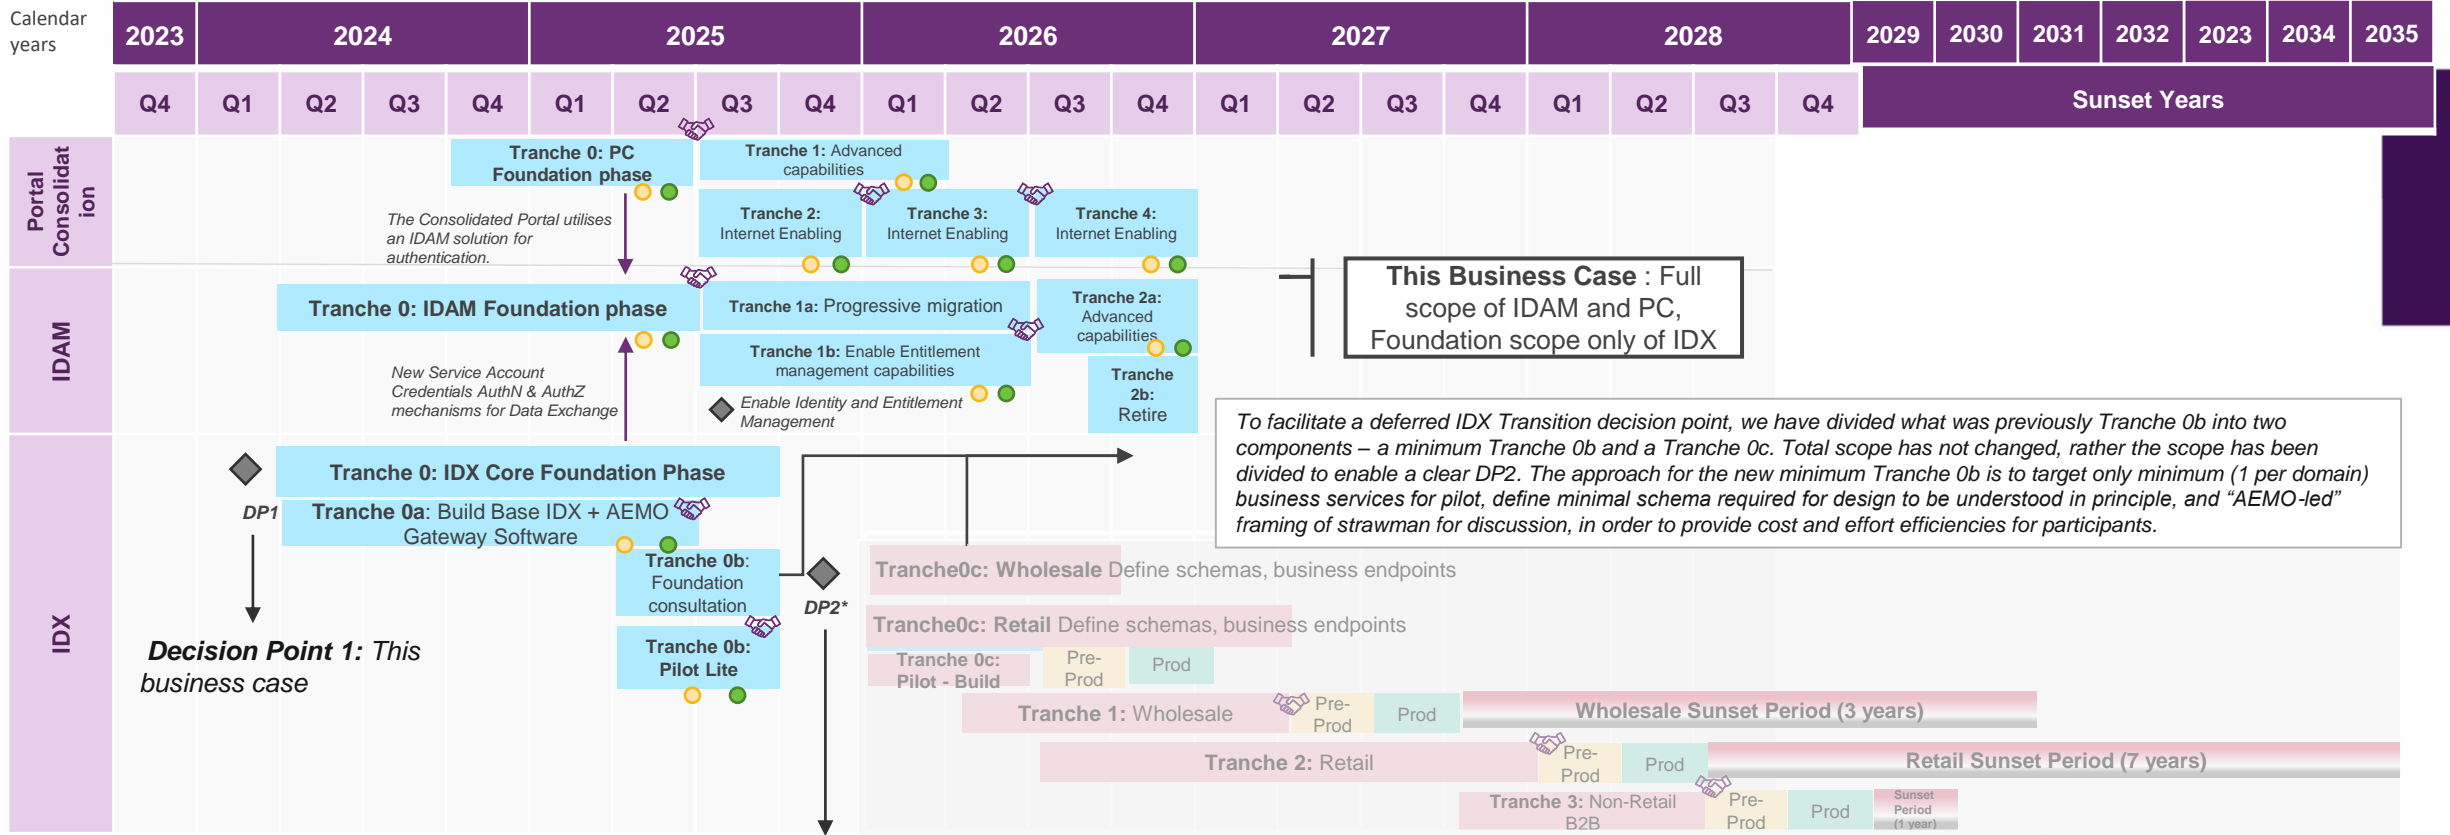 Calendar
years
2023
2024
2025
2026
2027
2028
2029
2030
2031
2032
2023
2034
2035
Q4
Q1
Q2
Q3
Q4
Q1
Q2
Q3
Q4
Q1
Q2
Q3
Q4
Q1
Q2
Q3
Q4
Q1
Q2
Q3
Q4
Sunset Years
Portal
Consolidat
ion
Tranche 0: PC
Foundation phase
Tranche 1: Advanced
capabilities
The Consolidated Portal utilises
an IDAM solution for
authentication.
Tranche 2:
Internet Enabling
Tranche 3:
Internet Enabling
Tranche 4:
Internet Enabling
This Business Case : Full
scope of IDAM and PC,
Foundation scope only of IDX
IDAM
Tranche 0: IDAM Foundation phase
Tranche 1a: Progressive migration
Tranche 2a:
Advanced
capabilities
Tranche 1b: Enable Entitlement
management capabilities
New Service Account
Credentials AuthN & AuthZ
mechanisms for Data Exchange
Enable Identity and Entitlement
Management
Tranche
2b:
Retire
To facilitate a deferred IDX Transition decision point, we have divided what was previously Tranche 0b into two
components – a minimum Tranche 0b and a Tranche 0c. Total scope has not changed, rather the scope has been
divided to enable a clear DP2. The approach for the new minimum Tranche 0b is to target only minimum (1 per domain)
business services for pilot, define minimal schema required for design to be understood in principle, and “AEMO-led”
framing of strawman for discussion, in order to provide cost and effort efficiencies for participants.
IDX
Tranche 0: IDX Core Foundation Phase
DP1
Tranche 0a: Build Base IDX + AEMO
Gateway Software
Tranche 0b:
Foundation
consultation
DP2*
Tranche 0b:
Pilot Lite
Decision Point 1: This
business case
Tranche0c: Wholesale Define schemas, business endpoints
Tranche0c: Retail Define schemas, business endpoints
Tranche 0c:
Pilot - Build
Pre-
Prod
Prod
Tranche 1: Wholesale
Pre-
Prod
Prod
Wholesale Sunset Period (3 years)
Tranche 2: Retail
Pre-
Prod
Prod
Retail Sunset Period (7 years)
Tranche 3: Non-Retail
B2B
Pre-
Prod
Prod
Sunset
Period
(1 year)